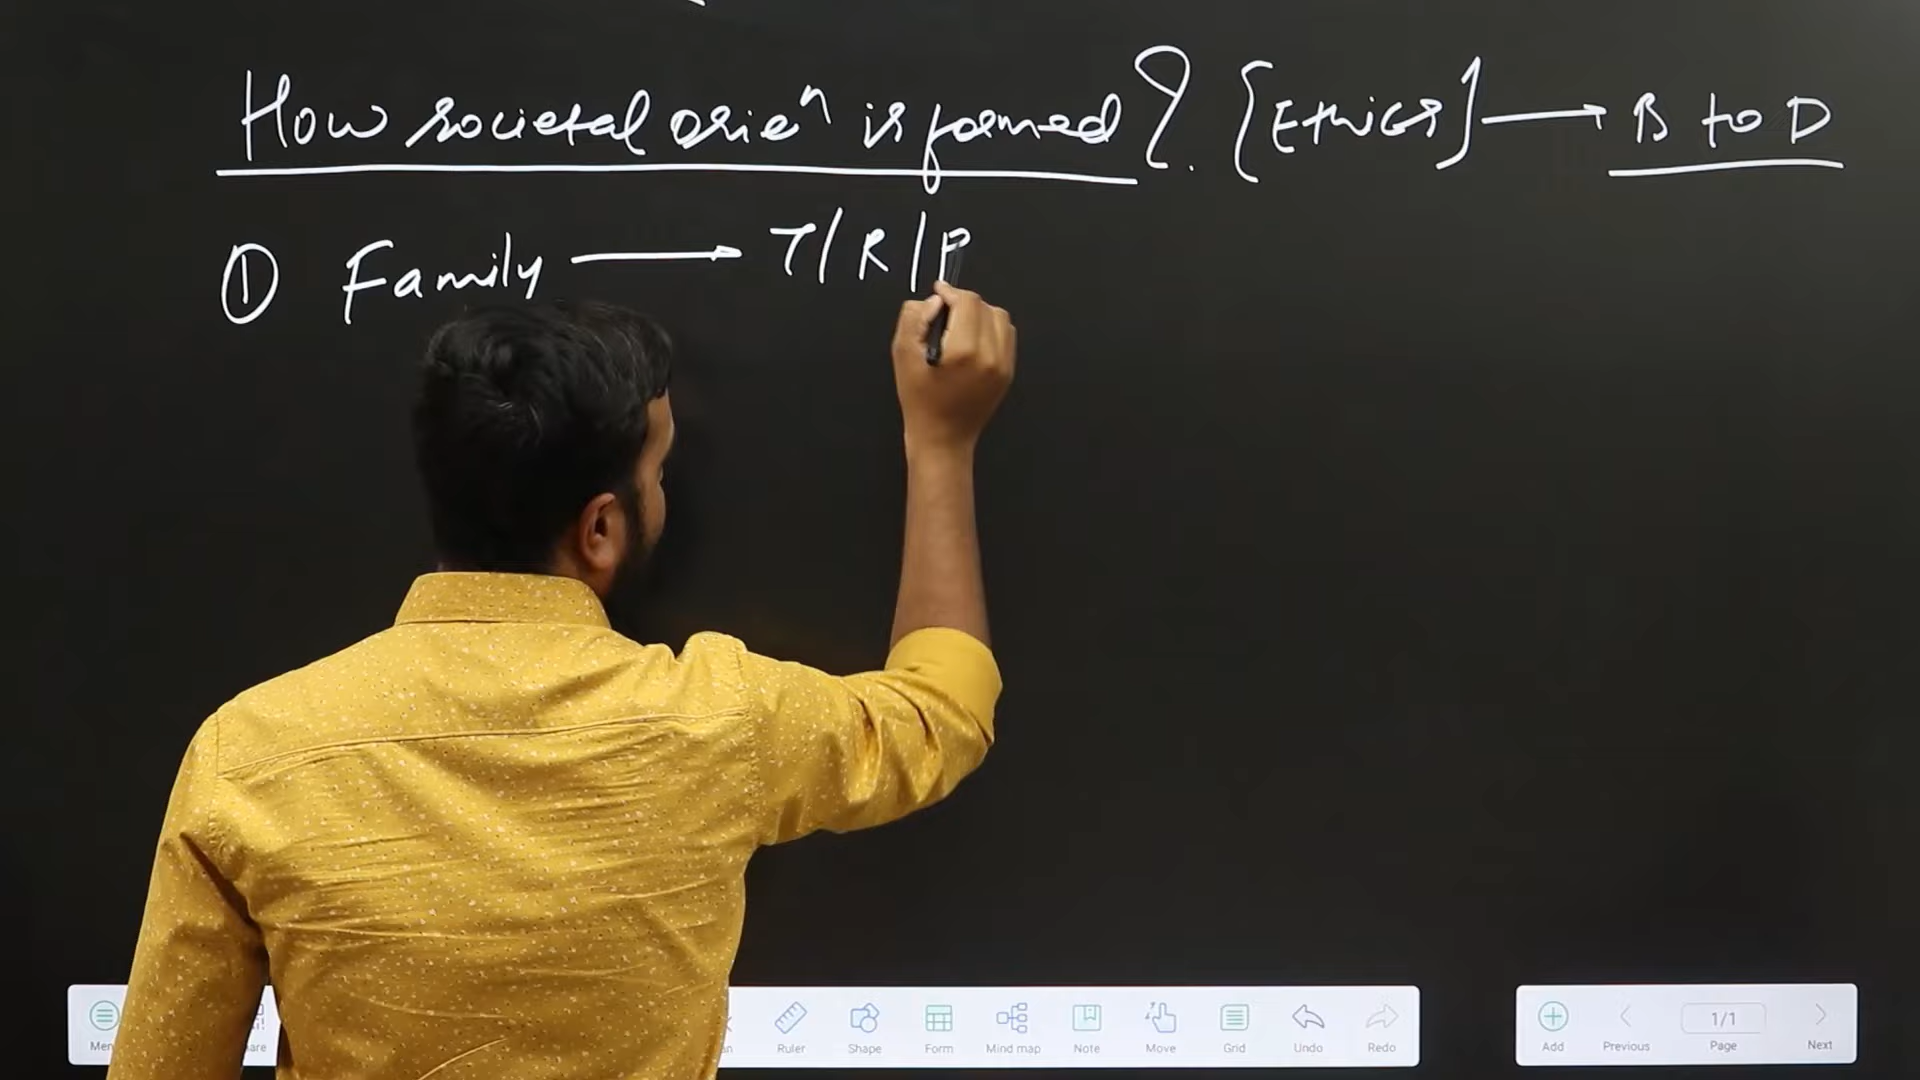 How societal orieⁿ is formed? [Ethics] → B to D
① Family → T/R/P
Ruler Shape Form Mind map Note Move Grid Undo Redo
Add Previous 1/1 Page Next